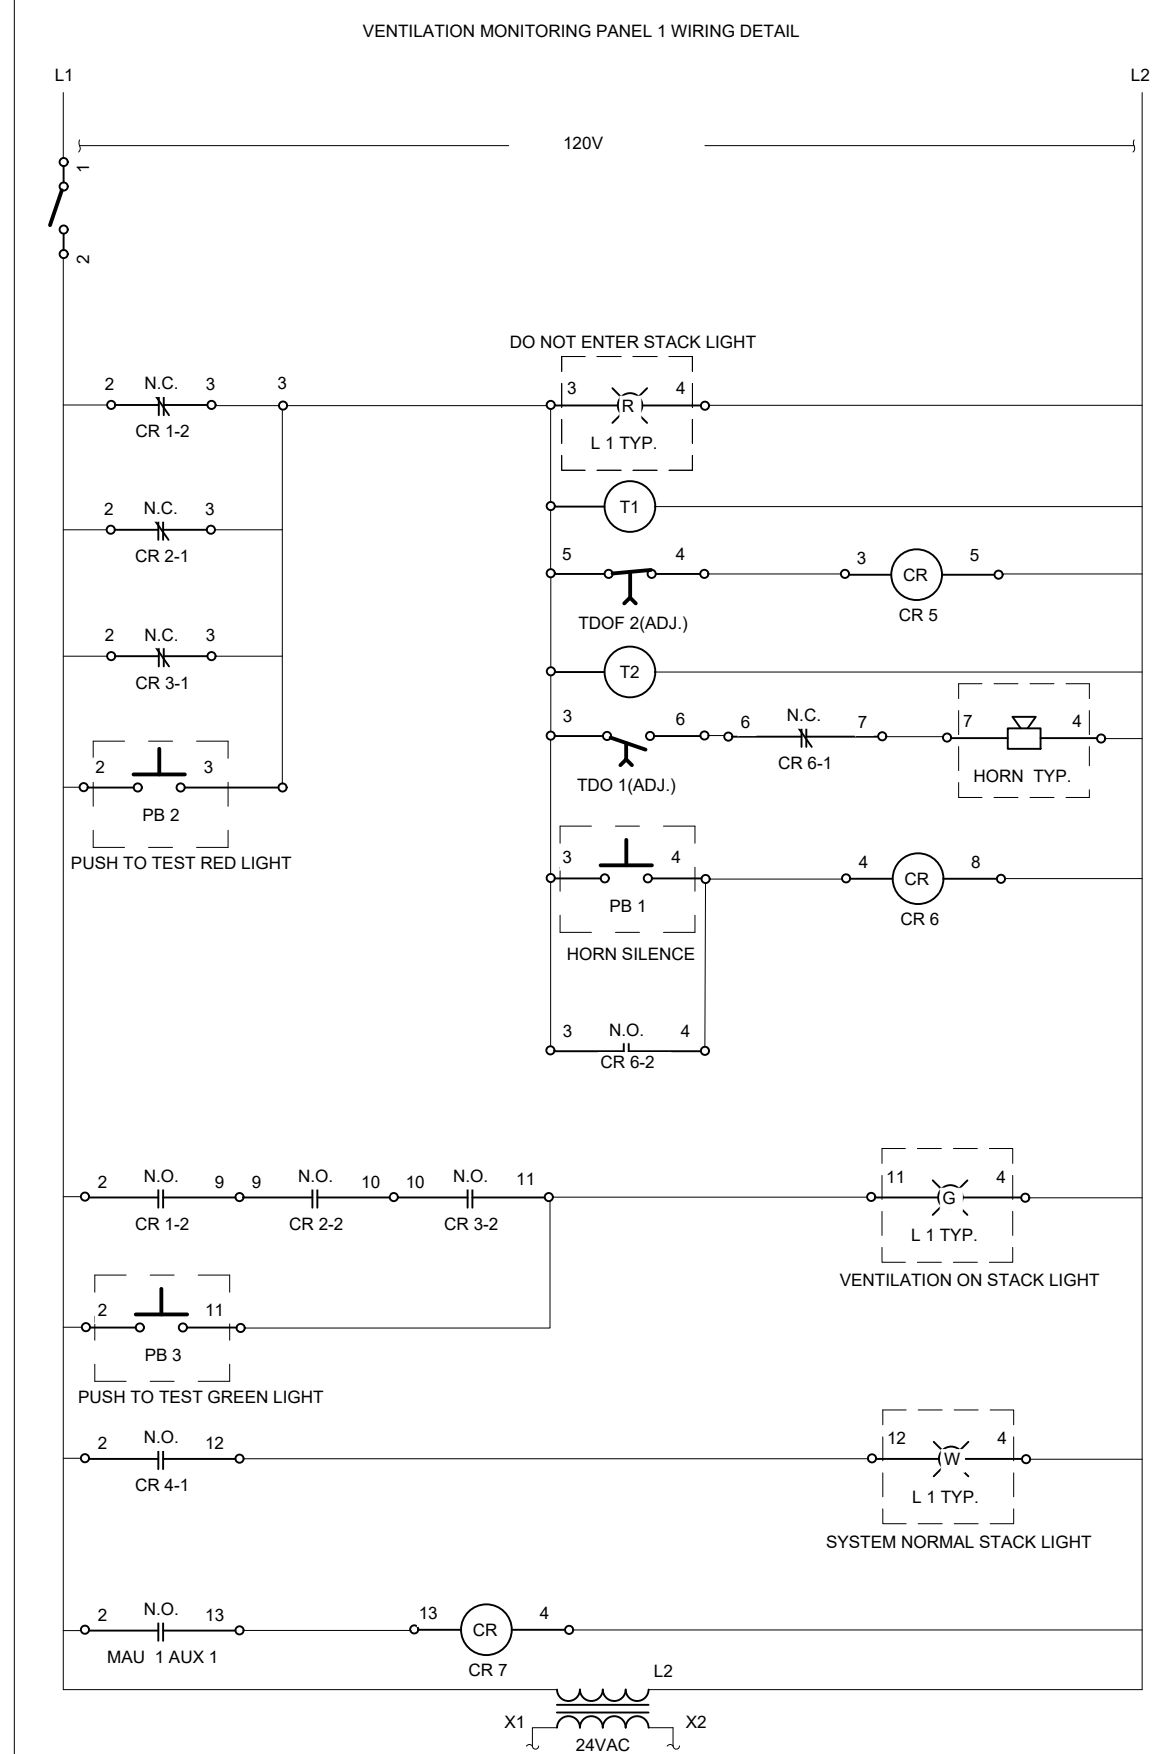 VENTILATION MONITORING PANEL 1 WIRING DETAIL
L1 L2
120V
1
2
DO NOT ENTER STACK LIGHT
2 N.C. 3 3 3 R 4
CR 1-2 L 1 TYP.
2 N.C. 3 T1
CR 2-1
5 4 3 CR 5
TDOF 2(ADJ.) CR 5
2 N.C. 3 T2
CR 3-1
3 6 6 N.C. 7 7 4
TDO 1(ADJ.) CR 6-1 HORN TYP.
2 3
PB 2
PUSH TO TEST RED LIGHT
3 4 4 CR 8
PB 1 CR 6
HORN SILENCE
3 N.O. 4
CR 6-2
2 N.O. 9 9 N.O. 10 10 N.O. 11 11 G 4
CR 1-2 CR 2-2 CR 3-2 L 1 TYP.
VENTILATION ON STACK LIGHT
2 11
PB 3
PUSH TO TEST GREEN LIGHT
2 N.O. 12 12 W 4
CR 4-1 L 1 TYP.
SYSTEM NORMAL STACK LIGHT
2 N.O. 13 13 CR 4
MAU 1 AUX 1 CR 7
L2
X1 X2
24VAC